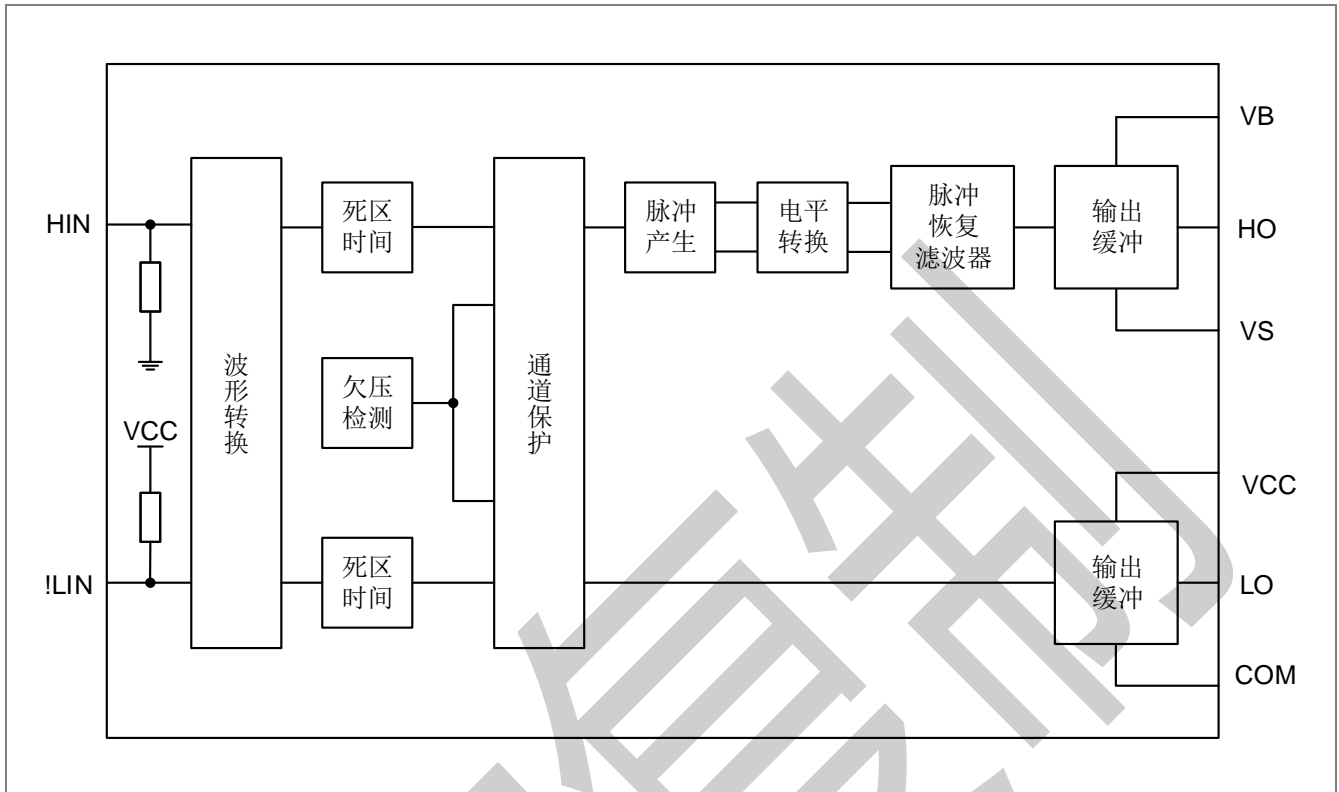 VB
HIN
死区
时间
脉冲
产生
电平
转换
脉冲
恢复
滤波器
输出
缓冲
HO
VS
波形转换
欠压
检测
通道保护
VCC
VCC
!LIN
死区
时间
输出
缓冲
LO
COM
复制